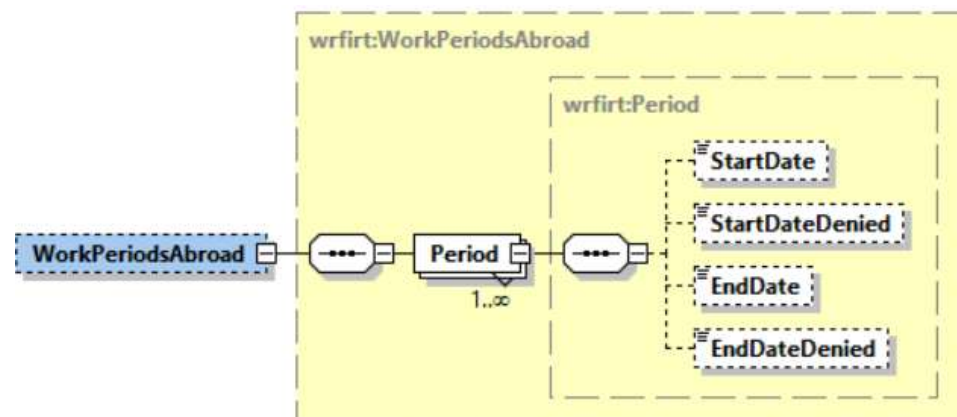 wrfirt:WorkPeriodsAbroad
wrfirt:Period
StartDate
StartDateDenied
WorkPeriodsAbroad
Period
EndDate
1..∞
EndDateDenied